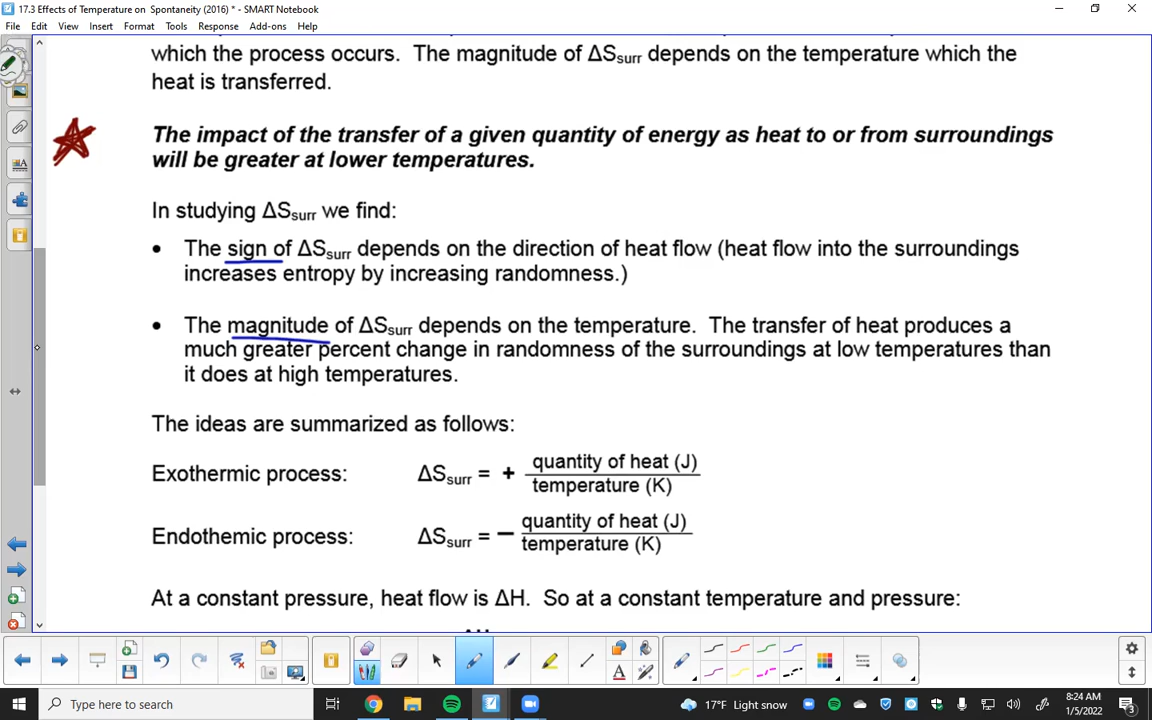 17.3 Effects of Temperature on Spontaneity (2016) * - SMART Notebook
File Edit View Insert Format Tools Response Add-ons Help
which the process occurs. The magnitude of ΔSsurr depends on the temperature which the
heat is transferred.
The impact of the transfer of a given quantity of energy as heat to or from surroundings
will be greater at lower temperatures.
In studying ΔSsurr we find:
• The sign of ΔSsurr depends on the direction of heat flow (heat flow into the surroundings
increases entropy by increasing randomness.)
• The magnitude of ΔSsurr depends on the temperature. The transfer of heat produces a
much greater percent change in randomness of the surroundings at low temperatures than
it does at high temperatures.
The ideas are summarized as follows:
Exothermic process: ΔSsurr = + quantity of heat (J)
temperature (K)
Endothemic process: ΔSsurr = – quantity of heat (J)
temperature (K)
At a constant pressure, heat flow is ΔH. So at a constant temperature and pressure:
Type here to search
17°F Light snow
8:24 AM
1/5/2022
3